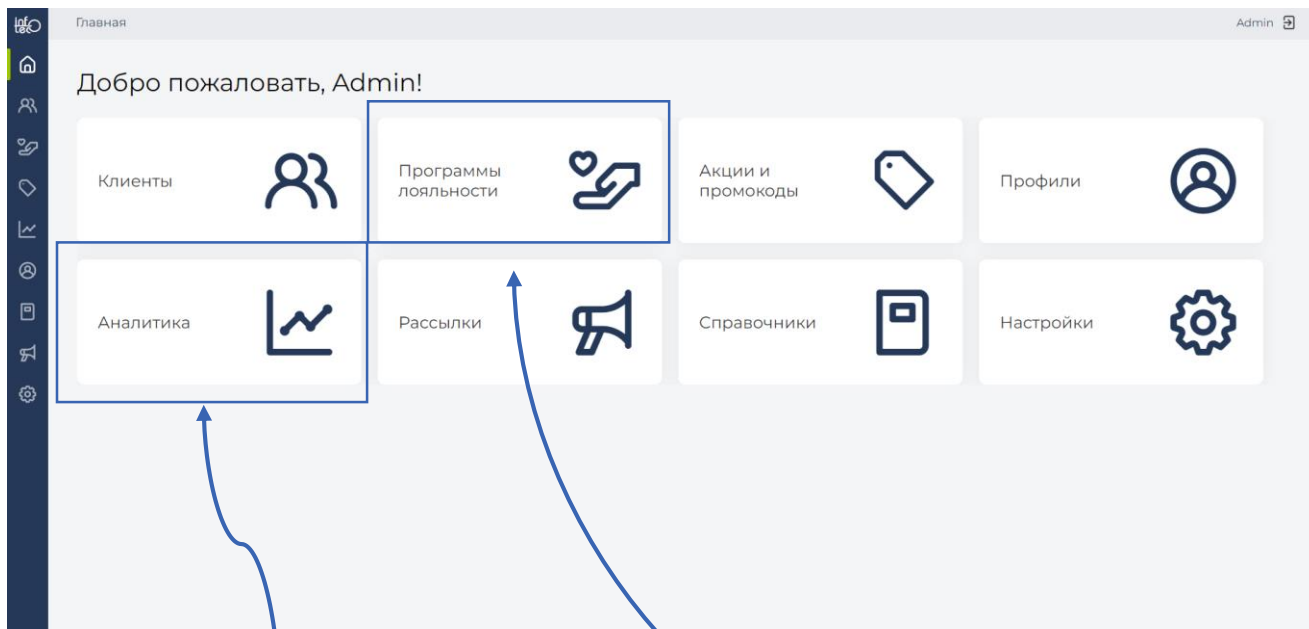 Главная
Admin
Добро пожаловать, Admin!
Клиенты
Программы
лояльности
Акции и
промокоды
Профили
Аналитика
Рассылки
Справочники
Настройки